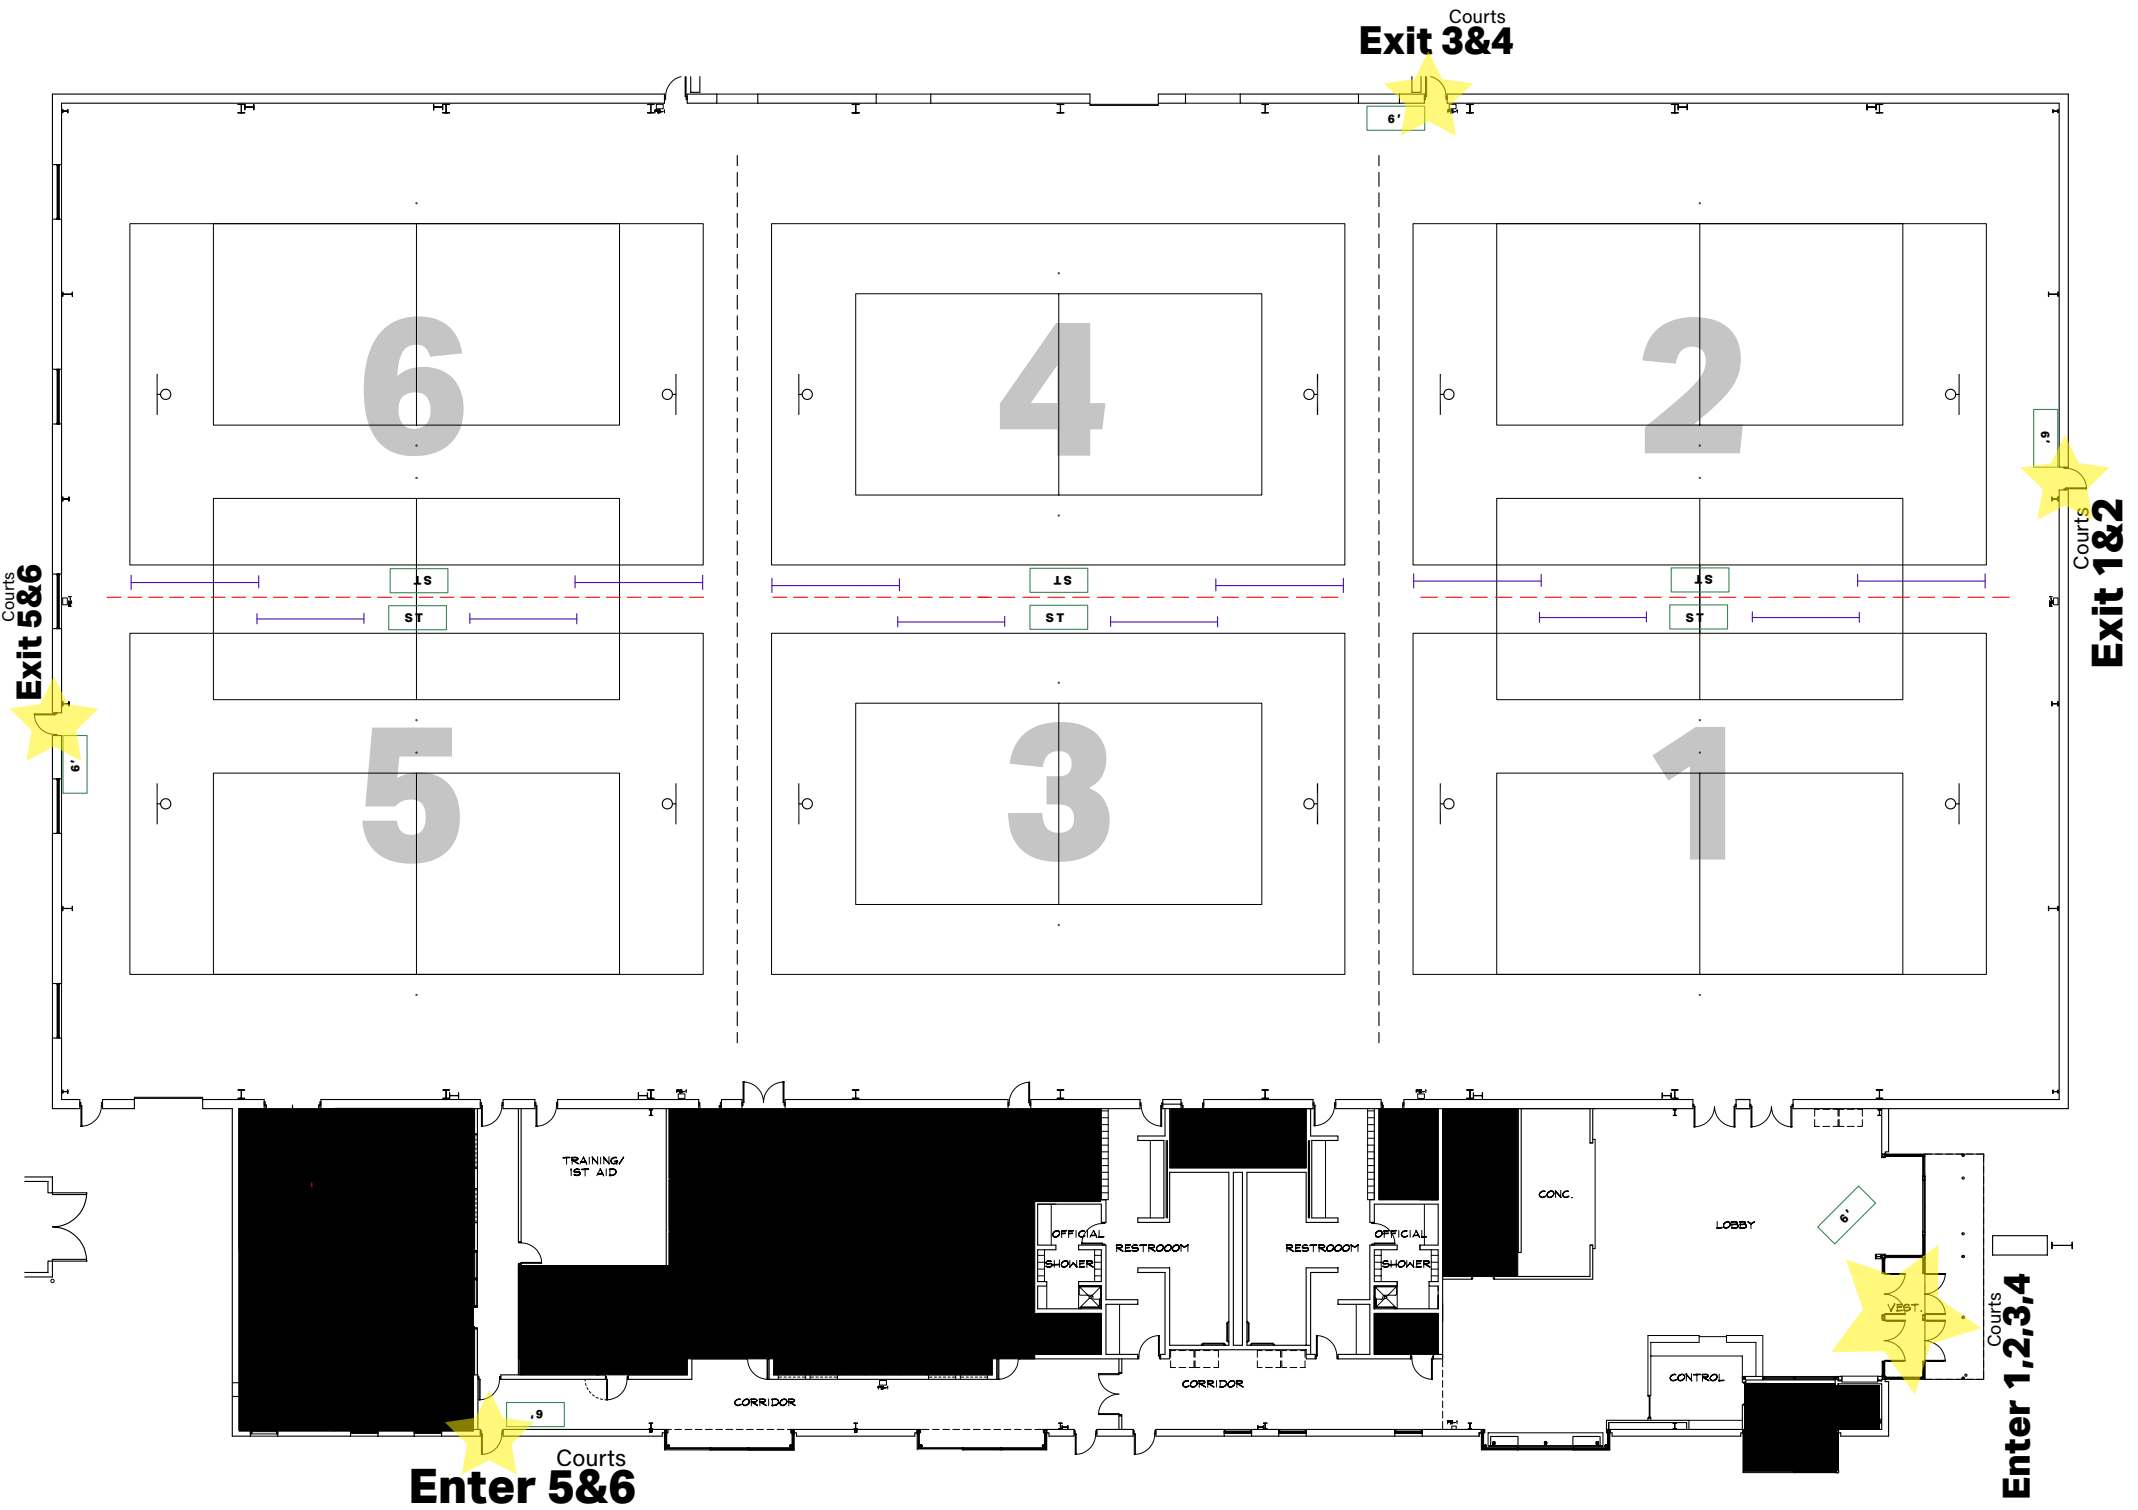 Courts
Exit 3&4
6'
6
4
2
6'
Courts
Exit 1&2
Courts
Exit 5&6
ST
ST
ST
ST
ST
ST
6'
5
3
1
TRAINING/
1ST AID
CONC.
LOBBY
6'
OFFICIAL
RESTROOOM
RESTROOOM
OFFICIAL
SHOWER
SHOWER
VEST.
Courts
Enter 1,2,3,4
CONTROL
CORRIDOR
CORRIDOR
6'
Courts
Enter 5&6